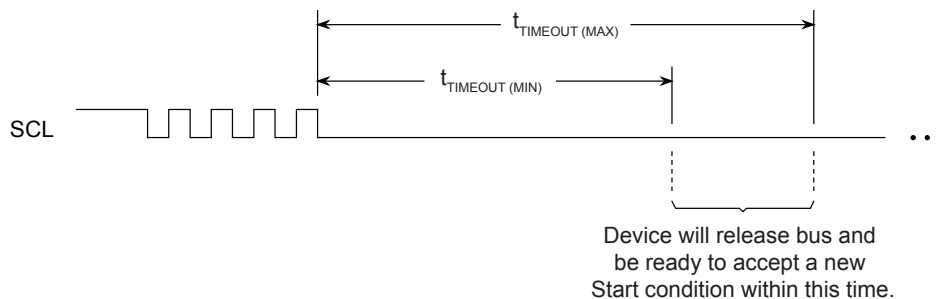 tTIMEOUT (MAX)
tTIMEOUT (MIN)
SCL
Device will release bus and
be ready to accept a new
Start condition within this time.